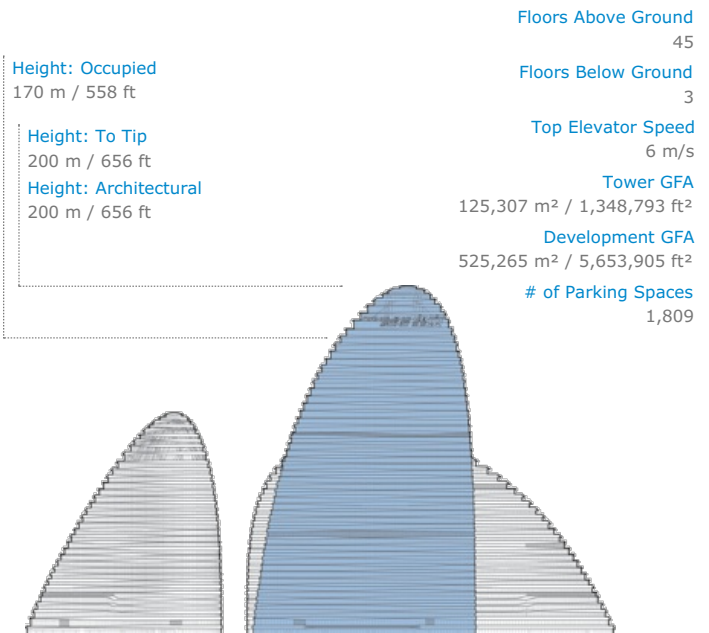 Height: Occupied
170 m / 558 ft
Height: To Tip
200 m / 656 ft
Height: Architectural
200 m / 656 ft
Floors Above Ground
45
Floors Below Ground
3
Top Elevator Speed
6 m/s
Tower GFA
125,307 m² / 1,348,793 ft²
Development GFA
525,265 m² / 5,653,905 ft²
# of Parking Spaces
1,809